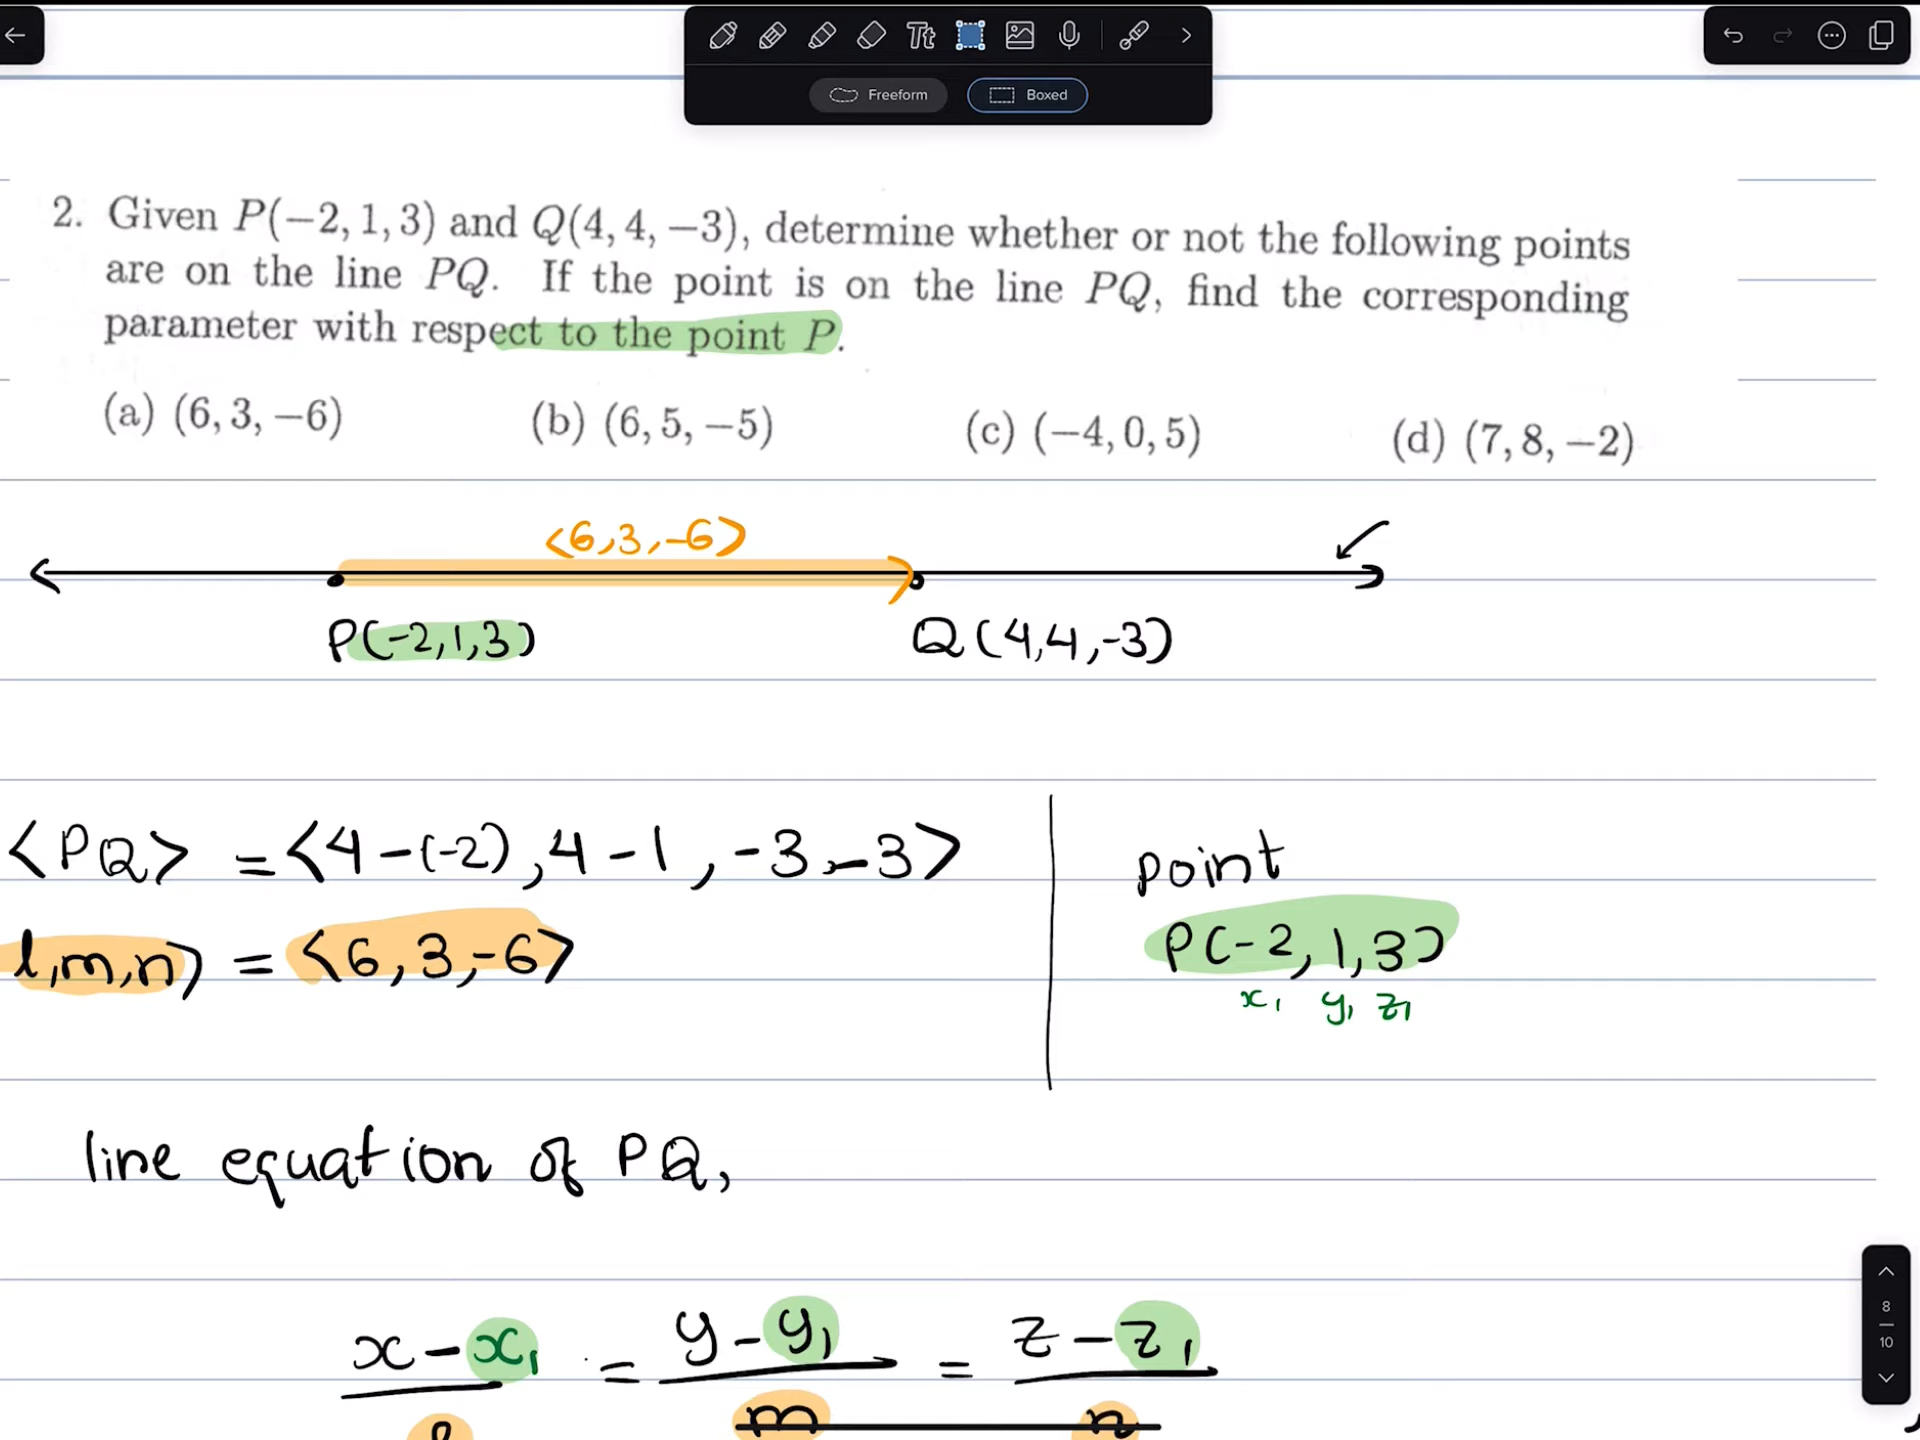 Tt
Freeform
Boxed
2. Given P(−2, 1, 3) and Q(4, 4, −3), determine whether or not the following points
are on the line PQ. If the point is on the line PQ, find the corresponding
parameter with respect to the point P.
(a) (6, 3, −6) (b) (6, 5, −5) (c) (−4, 0, 5) (d) (7, 8, −2)
<6,3,-6>
P(-2,1,3) Q(4,4,-3)
<PQ> = <4-(-2), 4-1, -3-3>
point
l,m,n> = <6,3,-6>
P(-2,1,3)
x₁ y₁ z₁
line equation of PQ,
x-x₁ = y-y₁ = z-z₁
l m n
8
10